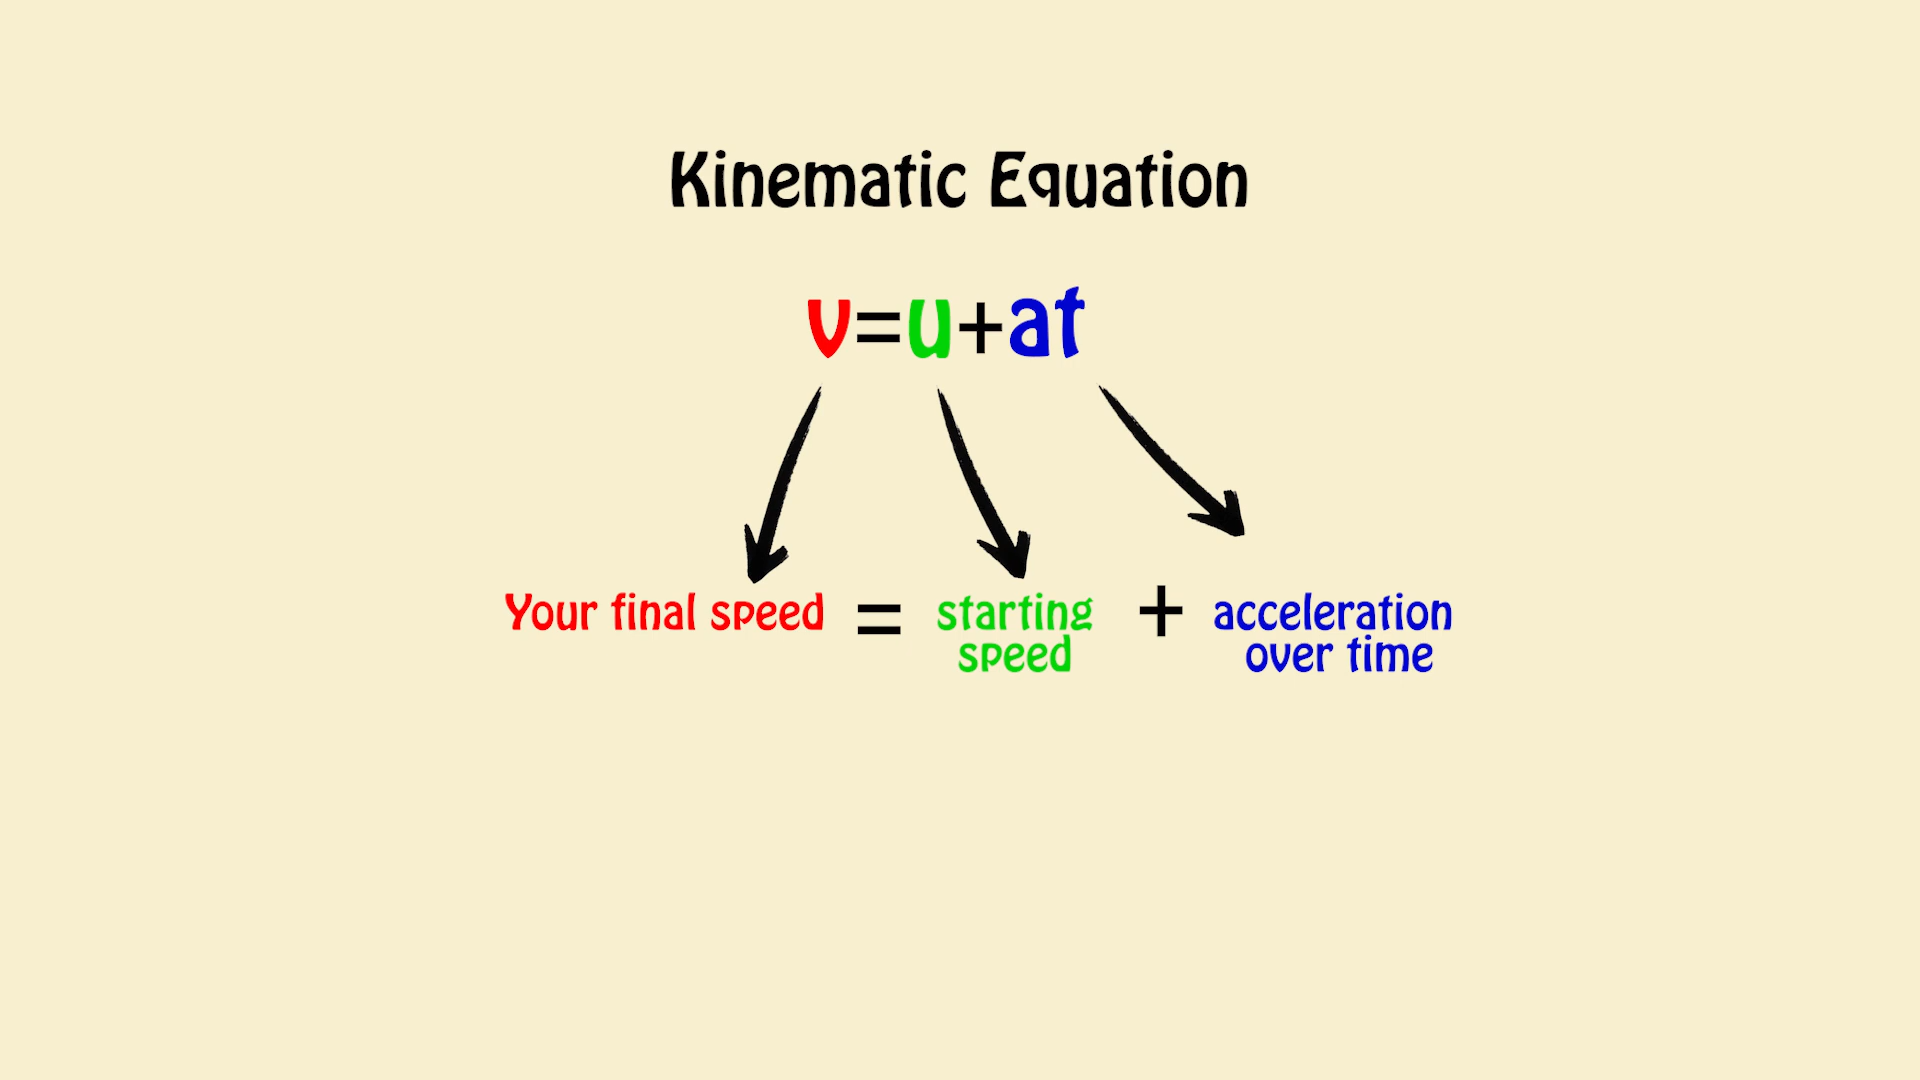 Kinematic Equation
v=u+at
Your final speed = starting speed + acceleration over time